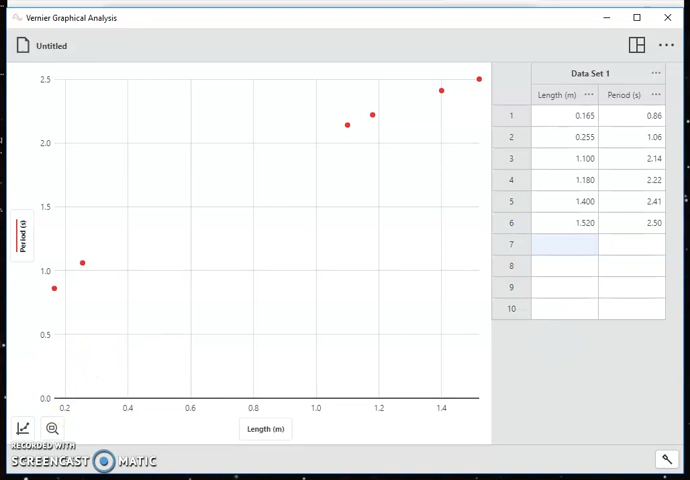 Vernier Graphical Analysis
Untitled
Data Set 1
Length (m) Period (s)
1 0.165 0.86
2 0.255 1.06
3 1.100 2.14
4 1.180 2.22
5 1.400 2.41
6 1.520 2.50
7
8
9
10
2.5
2.0
1.5
1.0
0.5
0.0
Period (s)
0.2 0.4 0.6 0.8 1.0 1.2 1.4
Length (m)
RECORDED WITH
SCREENCAST MATIC